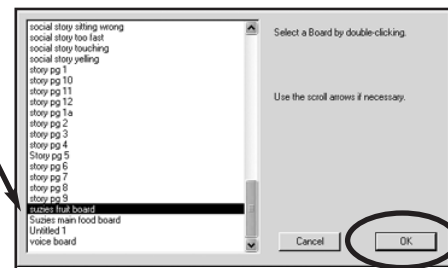 social story sitting wrong
social story too fast
social story touching
social story yelling
story pg 1
story pg 10
story pg 11
story pg 12
story pg 1a
story pg 2
story pg 3
story pg 4
Story pg 5
story pg 6
story pg 7
story pg 8
story pg 9
suzies fruit board
Suzies main food board
Untitled 1
voice board
Select a Board by double-clicking.
Use the scroll arrows if necessary.
Cancel
OK